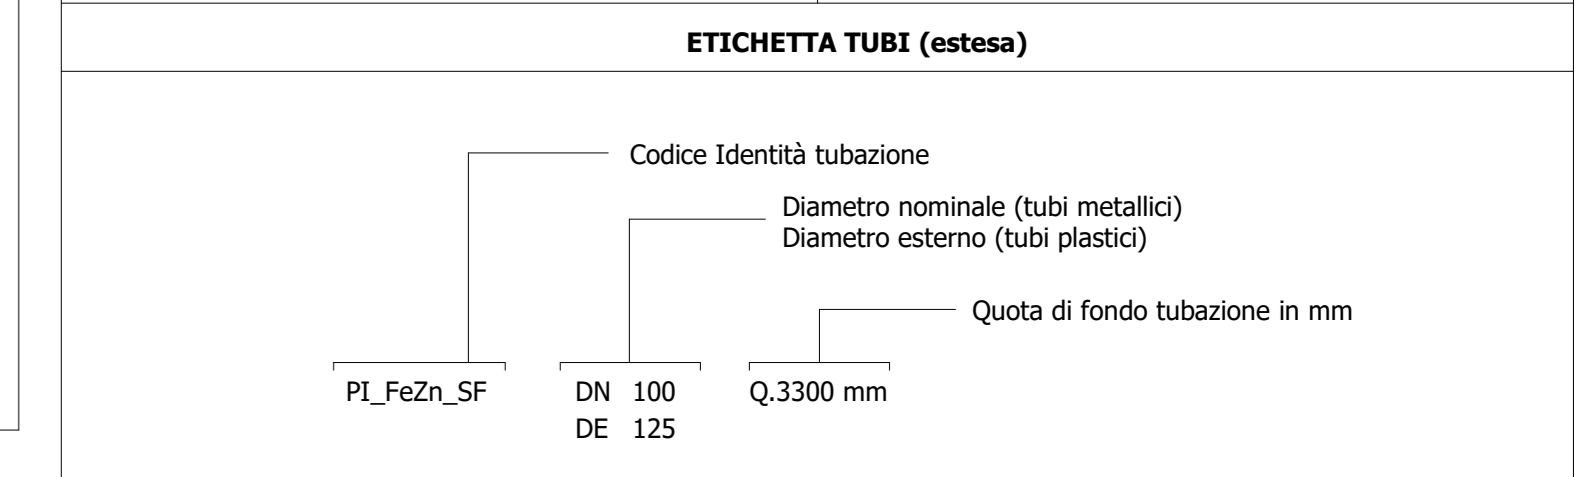 ETICHETTA TUBI (estesa)
Codice Identità tubazione
Diametro nominale (tubi metallici)
Diametro esterno (tubi plastici)
Quota di fondo tubazione in mm
PI_FeZn_SF DN 100 Q.3300 mm
DE 125